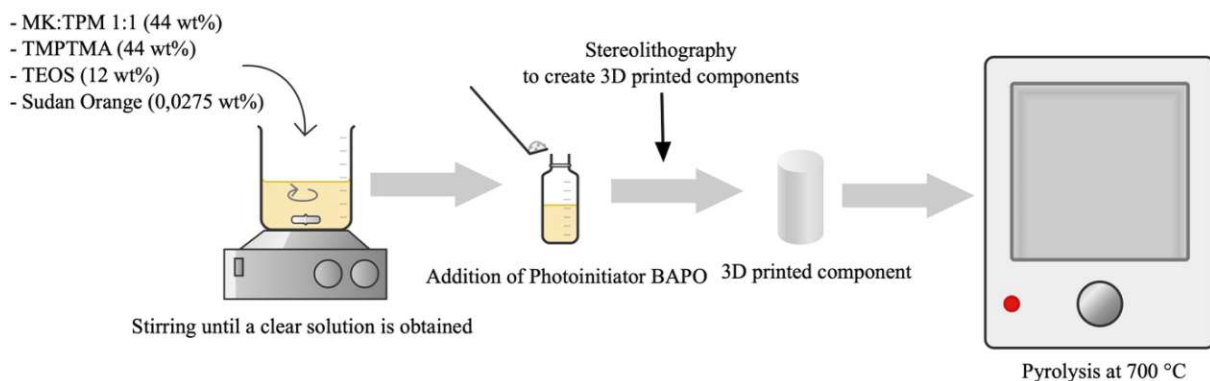 - MK:TPM 1:1 (44 wt%)
- TMPTMA (44 wt%)
- TEOS (12 wt%)
- Sudan Orange (0,0275 wt%)
Stereolithography
to create 3D printed components
Stirring until a clear solution is obtained
Addition of Photoinitiator BAPO
3D printed component
Pyrolysis at 700 °C